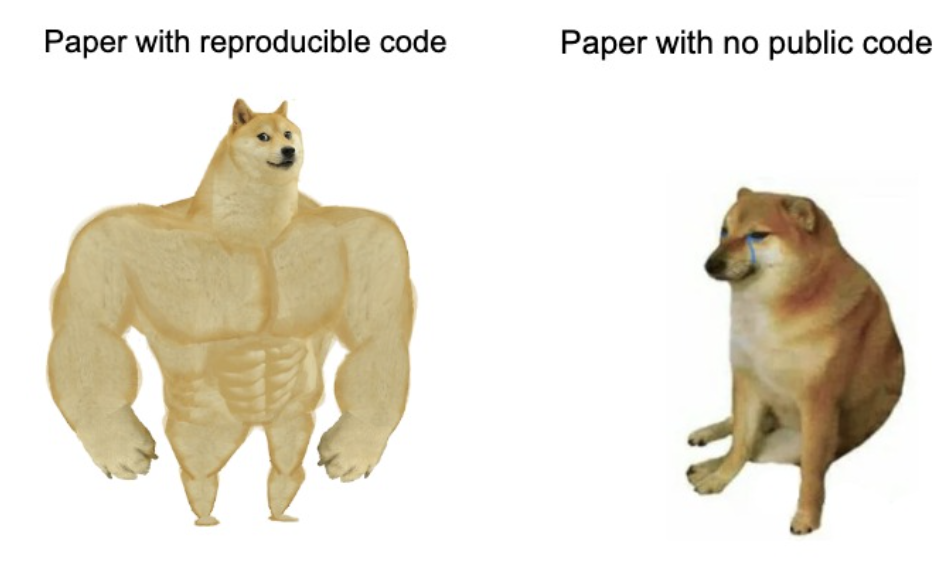 Paper with reproducible code
Paper with no public code